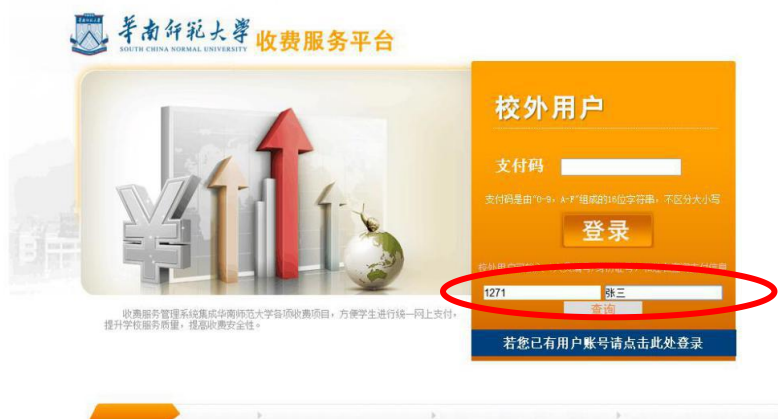 華南師範大學
SOUTH CHINA NORMAL UNIVERSITY
收费服务平台
校外用户
支付码
支付码是由"0-9，A-F"组成的16位字符串，不区分大小写
登录
1271 张三
查询
收费服务管理系统集成华南师范大学各项收费项目，方便学生进行统一网上支付，
提升学校服务质量，提高收费安全性。
若您已有用户账号请点击此处登录